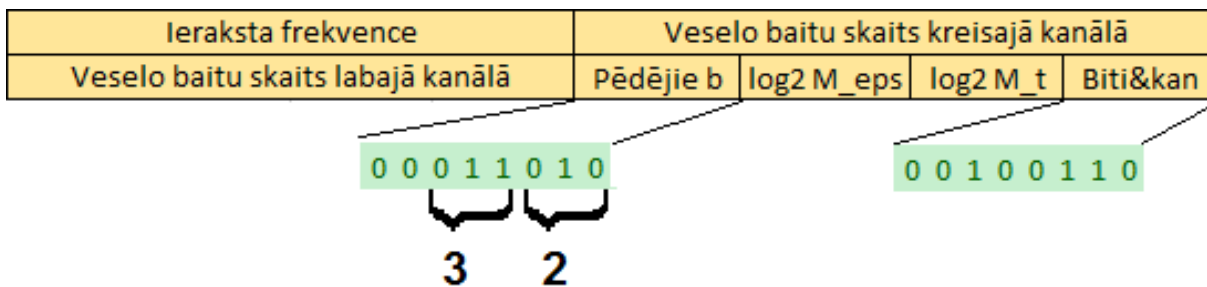 Ieraksta frekvence Veselo baitu skaits kreisajā kanālā
Veselo baitu skaits labajā kanālā Pēdējie b log2 M_eps log2 M_t Biti&kan
0 0 0 1 1 0 1 0 0 0 1 0 0 1 1 0
3 2